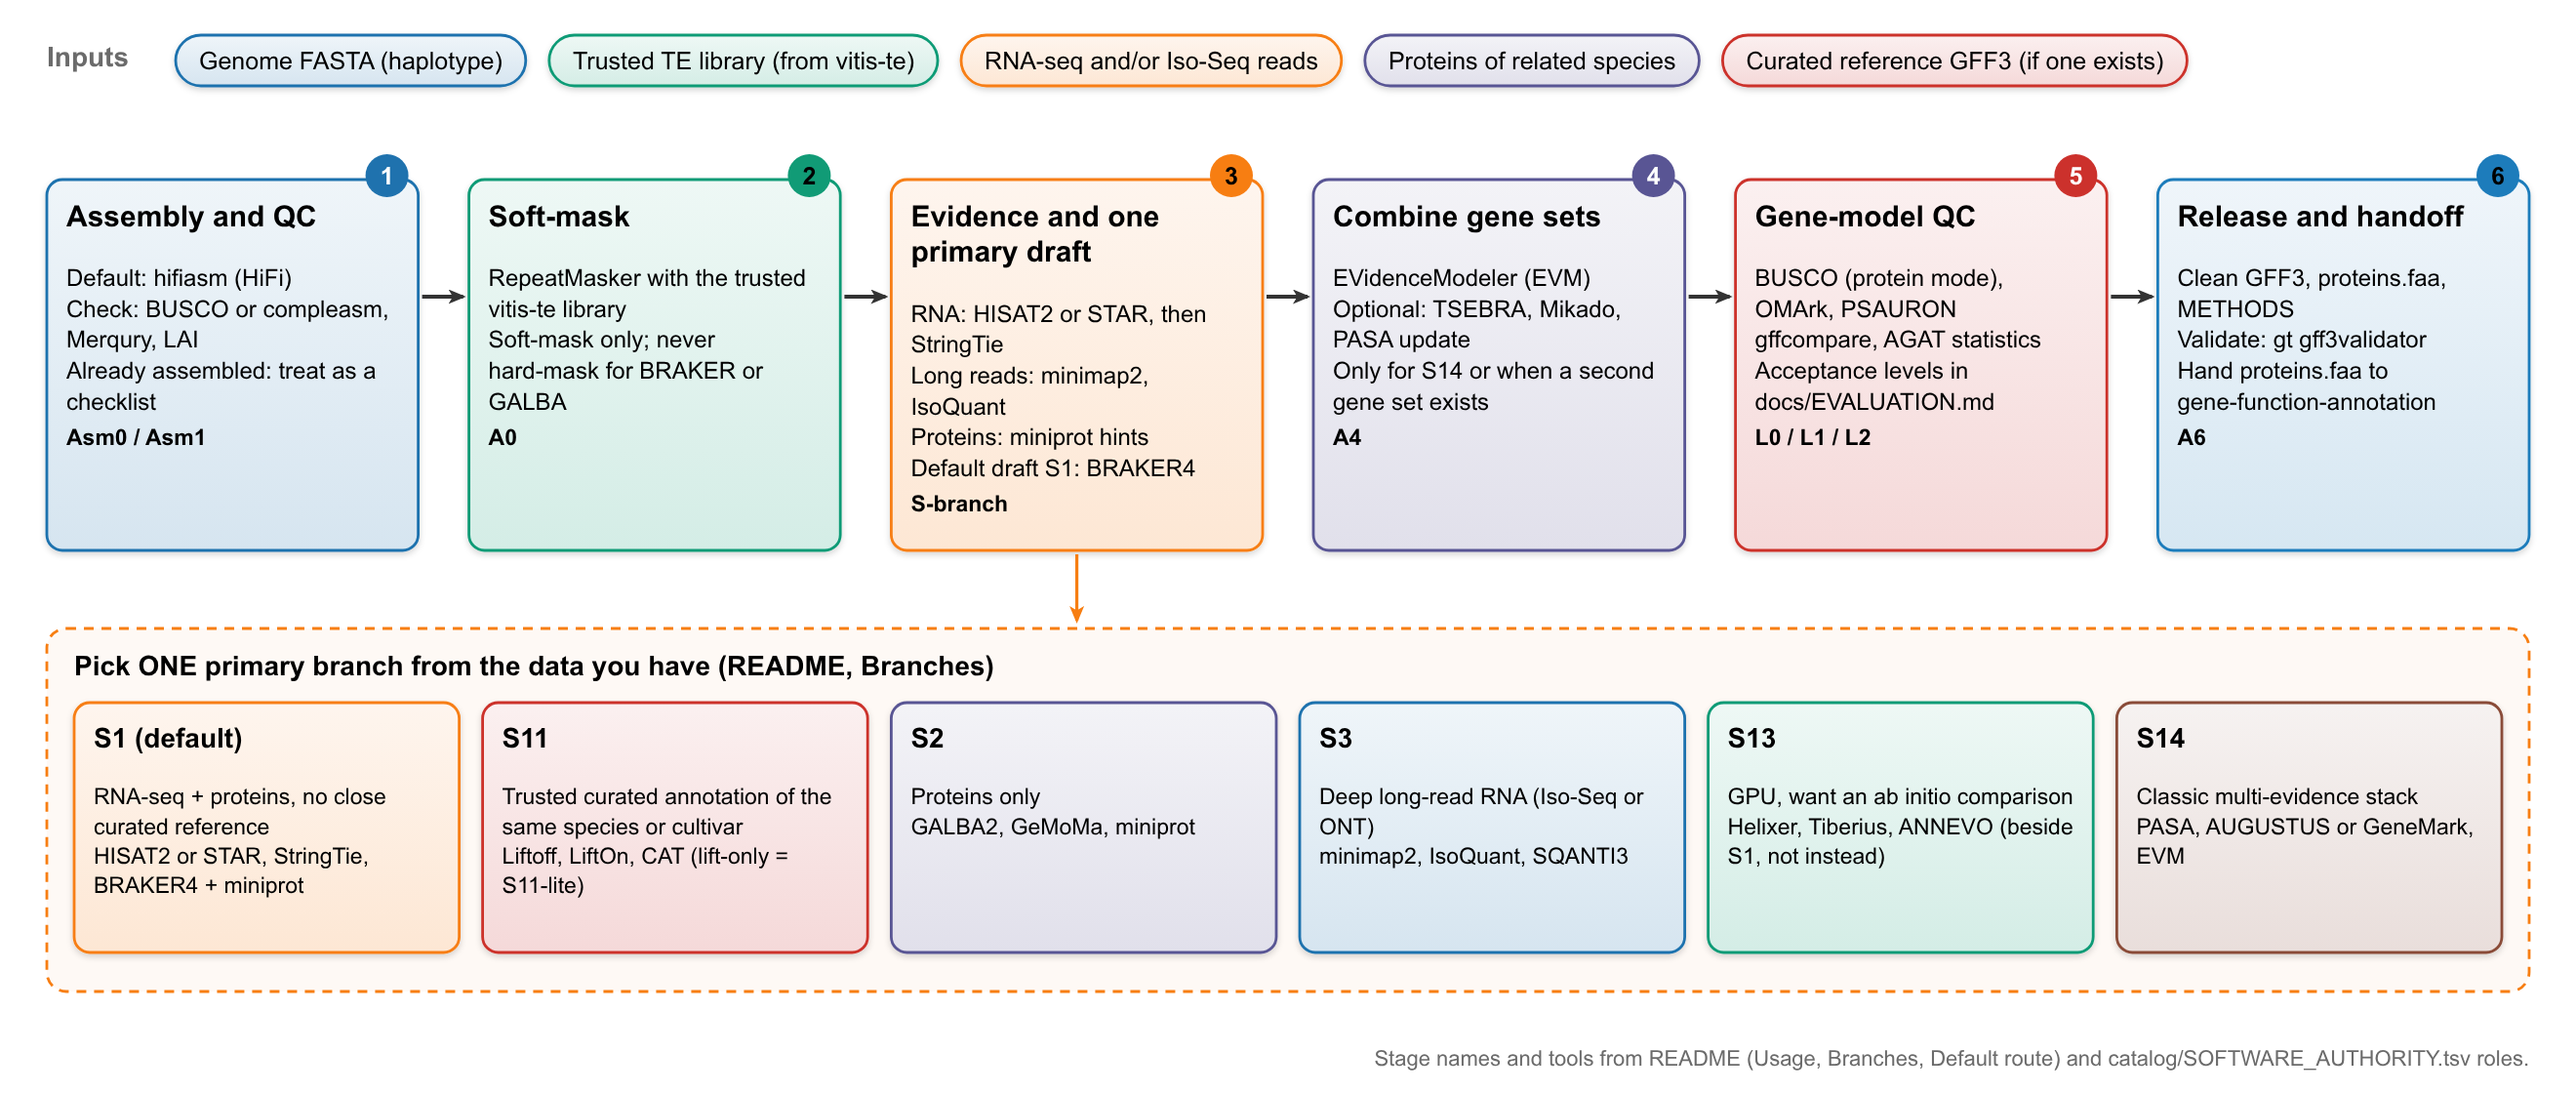 Inputs
Genome FASTA (haplotype)
Trusted TE library (from vitis-te)
RNA-seq and/or Iso-Seq reads
Proteins of related species
Curated reference GFF3 (if one exists)
1
Assembly and QC
Default: hifiasm (HiFi)
Check: BUSCO or compleasm,
Merqury, LAI
Already assembled: treat as a
checklist
Asm0 / Asm1
2
Soft-mask
RepeatMasker with the trusted
vitis-te library
Soft-mask only; never
hard-mask for BRAKER or
GALBA
A0
3
Evidence and one
primary draft
RNA: HISAT2 or STAR, then
StringTie
Long reads: minimap2,
IsoQuant
Proteins: miniprot hints
Default draft S1: BRAKER4
S-branch
4
Combine gene sets
EVidenceModeler (EVM)
Optional: TSEBRA, Mikado,
PASA update
Only for S14 or when a second
gene set exists
A4
5
Gene-model QC
BUSCO (protein mode),
OMArk, PSAURON
gffcompare, AGAT statistics
Acceptance levels in
docs/EVALUATION.md
L0 / L1 / L2
6
Release and handoff
Clean GFF3, proteins.faa,
METHODS
Validate: gt gff3validator
Hand proteins.faa to
gene-function-annotation
A6
Pick ONE primary branch from the data you have (README, Branches)
S1 (default)
RNA-seq + proteins, no close
curated reference
HISAT2 or STAR, StringTie,
BRAKER4 + miniprot
S11
Trusted curated annotation of the
same species or cultivar
Liftoff, LiftOn, CAT (lift-only =
S11-lite)
S2
Proteins only
GALBA2, GeMoMa, miniprot
S3
Deep long-read RNA (Iso-Seq or
ONT)
minimap2, IsoQuant, SQANTI3
S13
GPU, want an ab initio comparison
Helixer, Tiberius, ANNEVO (beside
S1, not instead)
S14
Classic multi-evidence stack
PASA, AUGUSTUS or GeneMark,
EVM
Stage names and tools from README (Usage, Branches, Default route) and catalog/SOFTWARE_AUTHORITY.tsv roles.